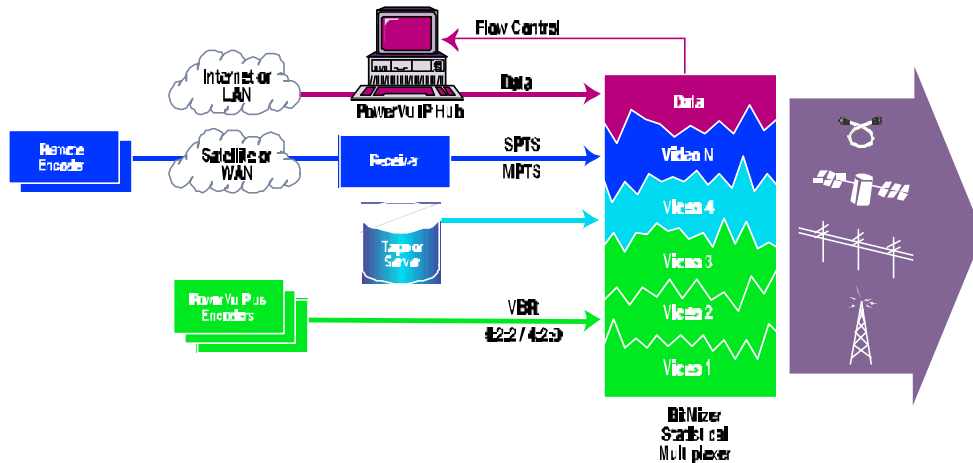 Flow Control
Internet or
LAN
Data
PowerVu IP Hub
Data
Remote
Encoder
Satellite or
WAN
Receiver
SPTS
MPTS
Video N
Video 4
Tape or
Server
Video 3
PowerVu Plus
Encoders
VBR
4:2:2 / 4:2:0
Video 2
Video 1
BitMizer
Statistical
Multiplexer